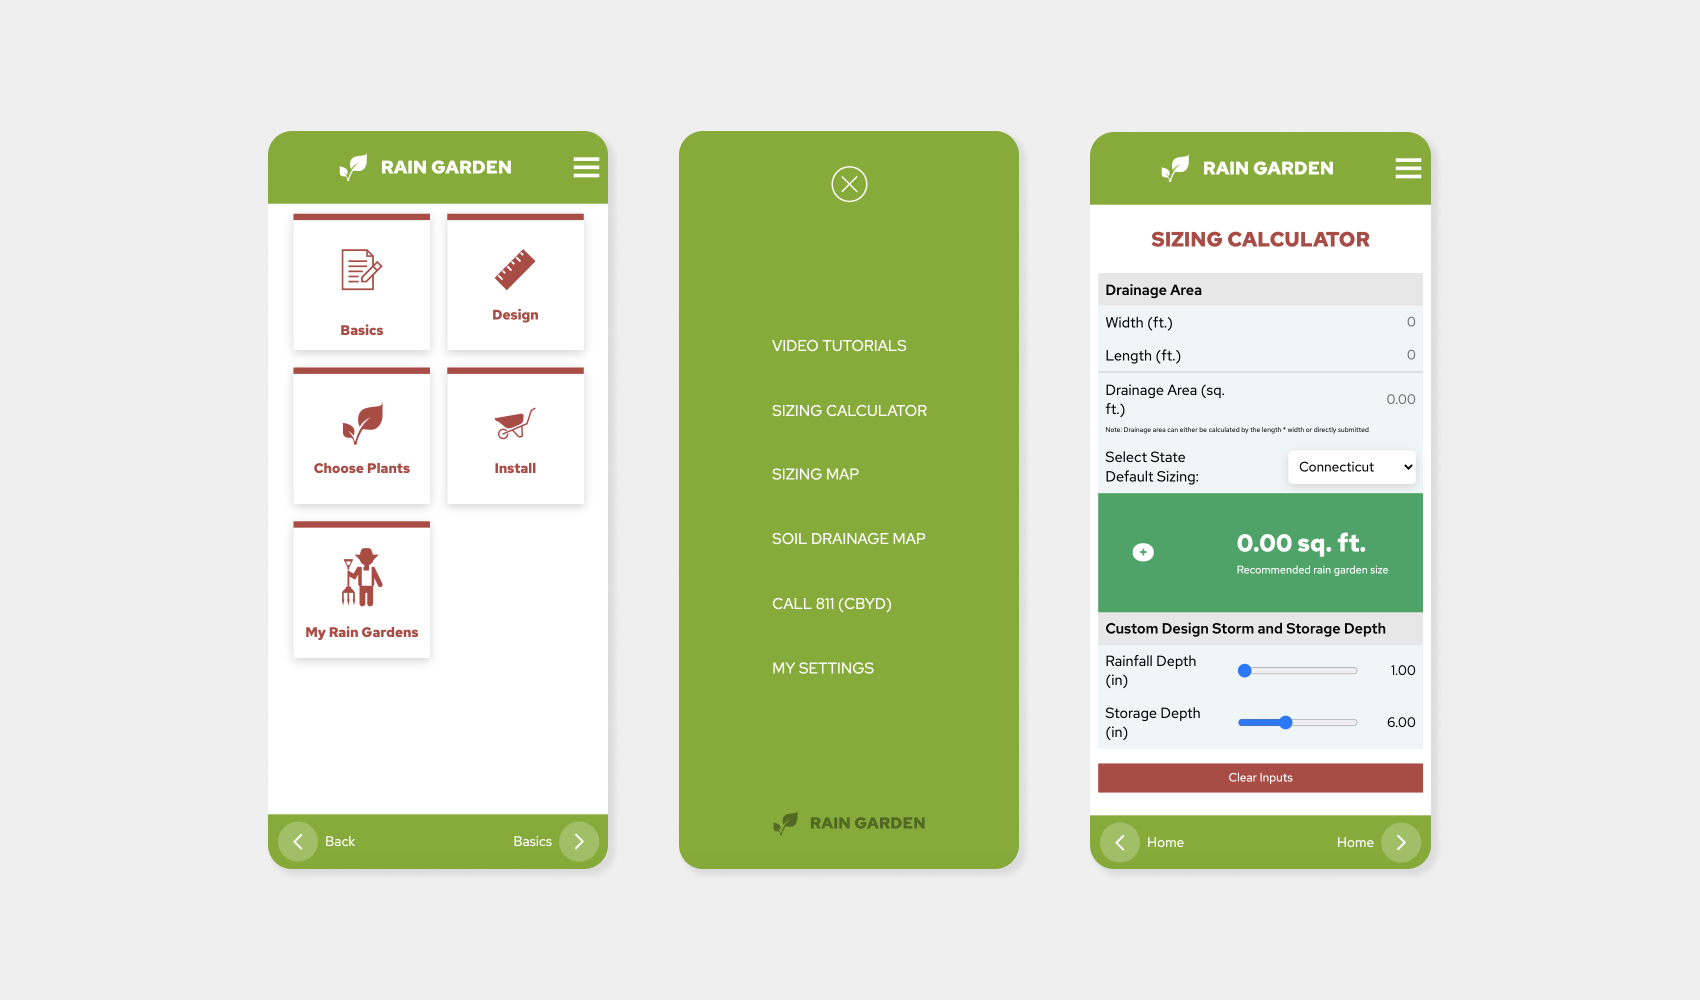 RAIN GARDEN
Basics
Design
Choose Plants
Install
My Rain Gardens
Back
Basics
VIDEO TUTORIALS
SIZING CALCULATOR
SIZING MAP
SOIL DRAINAGE MAP
CALL 811 (CBYD)
MY SETTINGS
RAIN GARDEN
RAIN GARDEN
SIZING CALCULATOR
Drainage Area
Width (ft.) 0
Length (ft.) 0
Drainage Area (sq.
ft.) 0.00
Note: Drainage area can either be calculated by the length * width or directly submitted
Select State
Default Sizing: Connecticut
0.00 sq. ft.
Recommended rain garden size
Custom Design Storm and Storage Depth
Rainfall Depth
(in) 1.00
Storage Depth
(in) 6.00
Clear Inputs
Home
Home